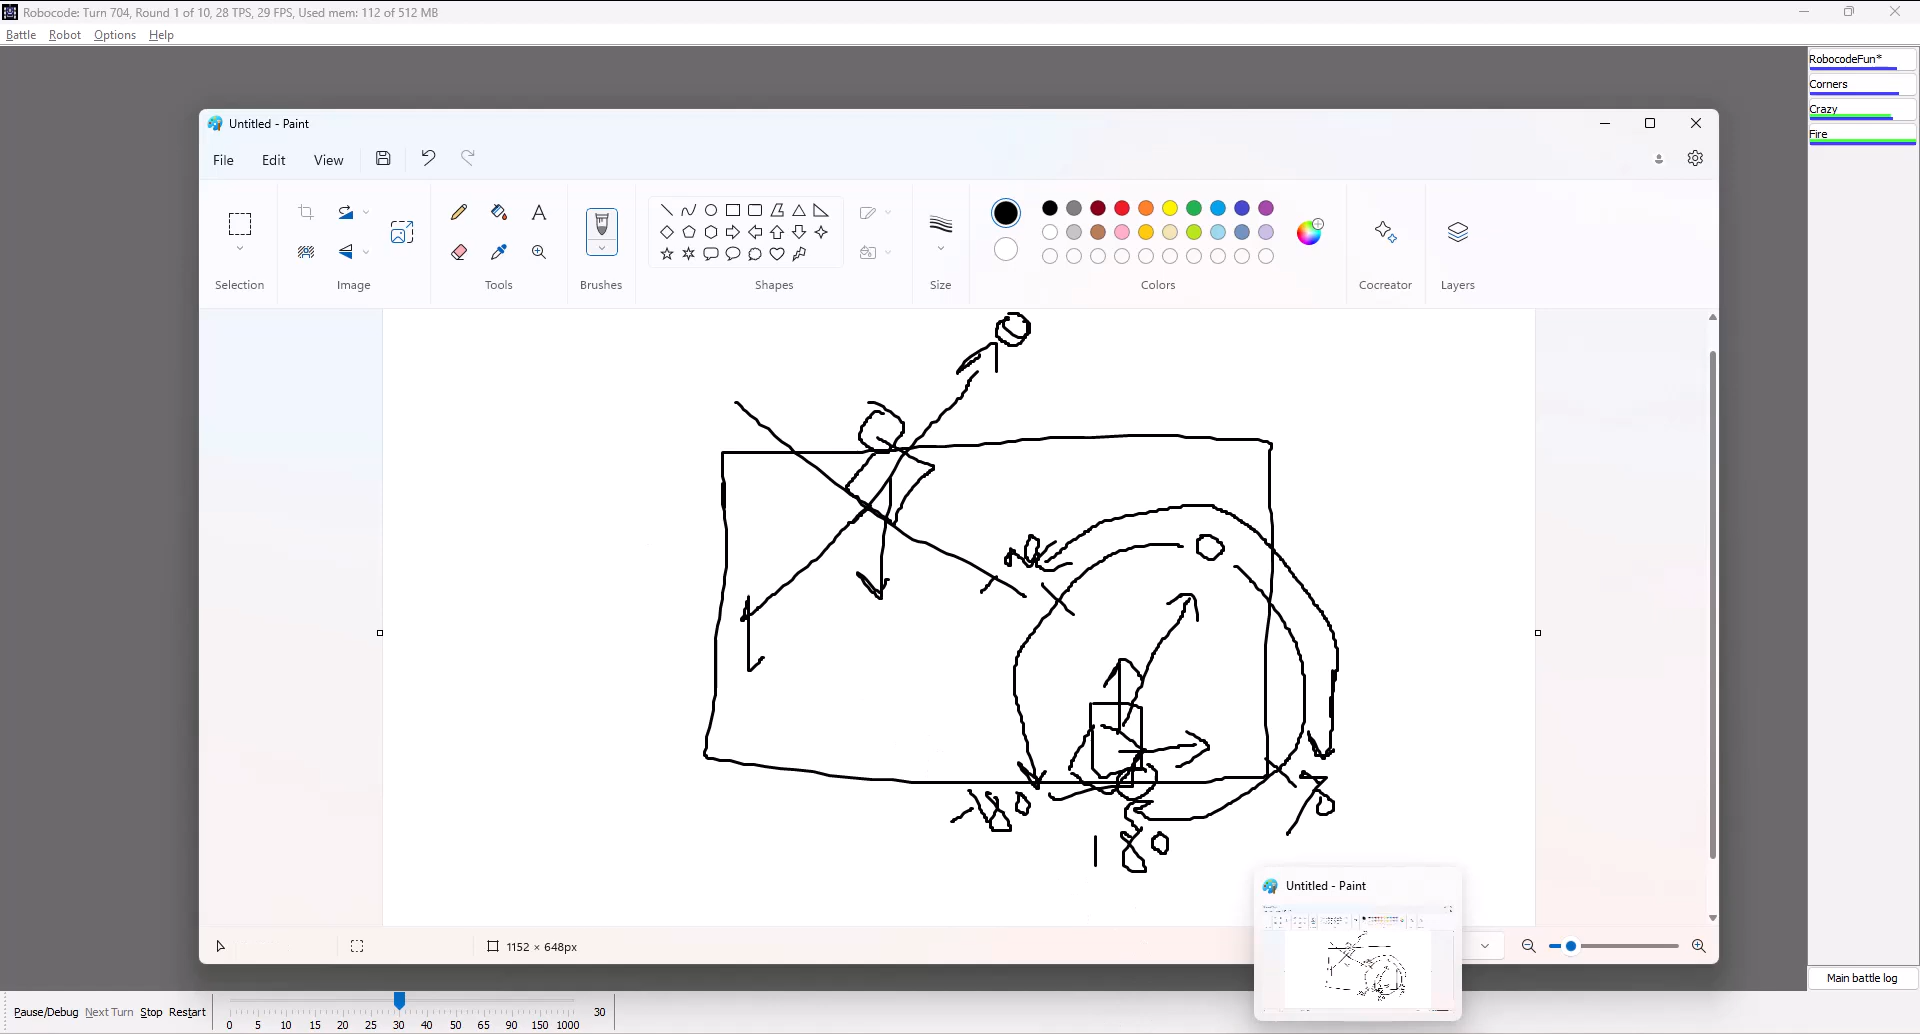 Robocode: Turn 704, Round 1 of 10, 28 TPS, 29 FPS, Used mem: 112 of 512 MB
Battle Robot Options Help
RobocodeFun*
Corners
Crazy
Fire
Untitled - Paint
File Edit View
Selection Image Tools Brushes Shapes Size Colors Cocreator Layers
180
Untitled - Paint
1152 × 648px
Main battle log
Pause/Debug Next Turn Stop Restart
30
0 5 10 15 20 25 30 40 50 65 90 150 1000